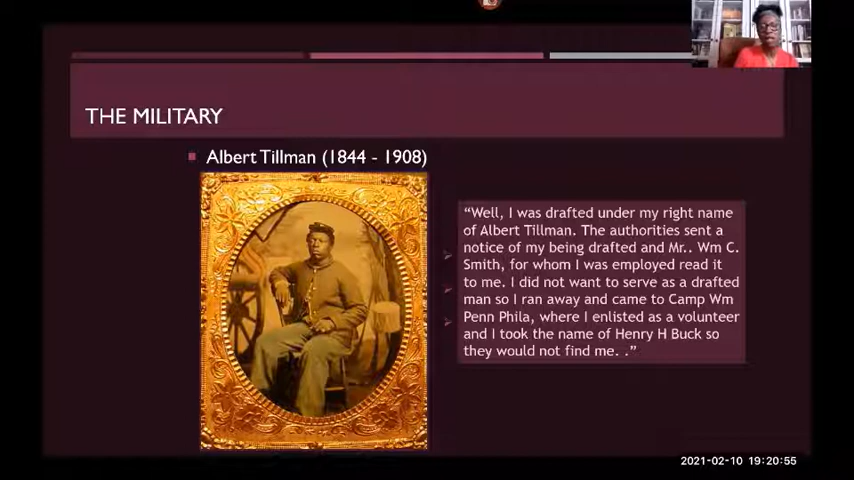 THE MILITARY
Albert Tillman (1844 - 1908)
“Well, I was drafted under my right name
of Albert Tillman. The authorities sent a
notice of my being drafted and Mr.. Wm C.
Smith, for whom I was employed read it
to me. I did not want to serve as a drafted
man so I ran away and came to Camp Wm
Penn Phila, where I enlisted as a volunteer
and I took the name of Henry H Buck so
they would not find me. .”
2021-02-10 19:20:55